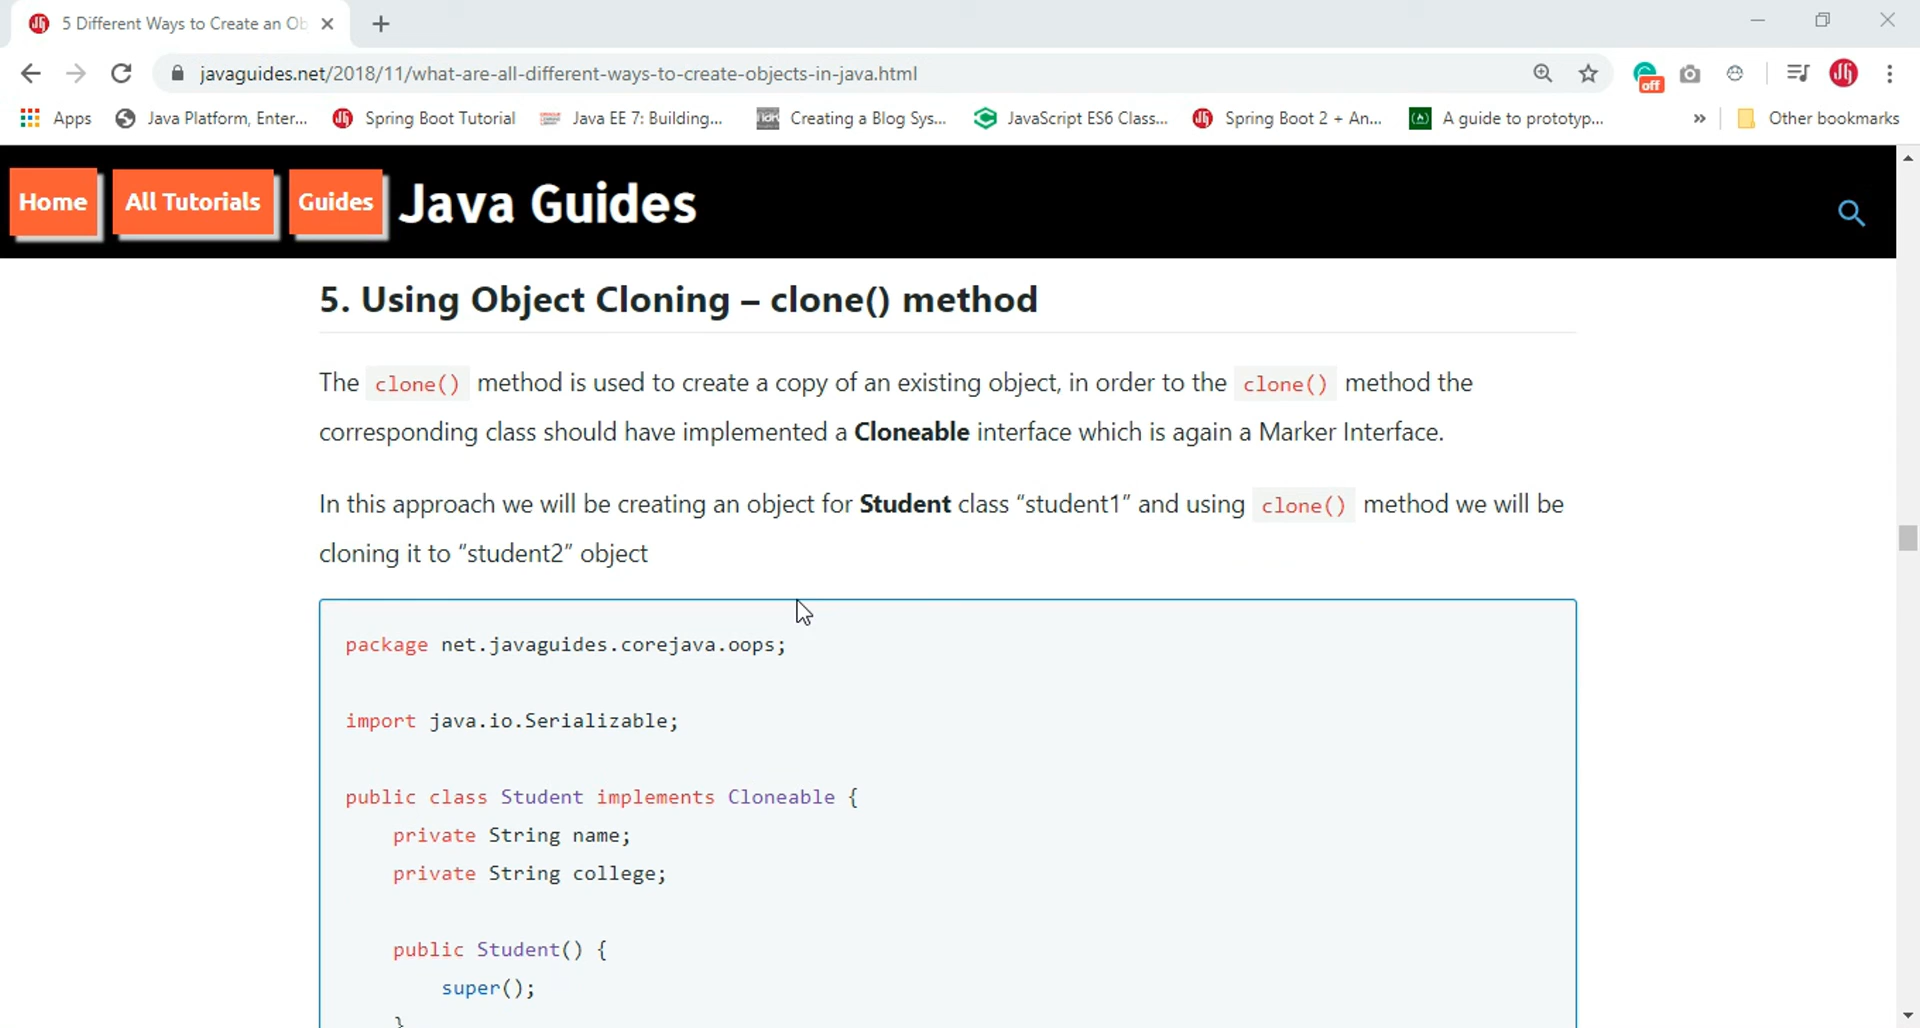 5 Different Ways to Create an Ob
javaguides.net/2018/11/what-are-all-different-ways-to-create-objects-in-java.html
off
Apps
Java Platform, Enter...
Spring Boot Tutorial
Java EE 7: Building...
Creating a Blog Sys...
JavaScript ES6 Class...
Spring Boot 2 + An...
A guide to prototyp...
»
Other bookmarks
Home
All Tutorials
Guides
Java Guides
5. Using Object Cloning – clone() method
The clone() method is used to create a copy of an existing object, in order to the clone() method the
corresponding class should have implemented a Cloneable interface which is again a Marker Interface.
In this approach we will be creating an object for Student class “student1” and using clone() method we will be
cloning it to “student2” object
package net.javaguides.corejava.oops;
import java.io.Serializable;
public class Student implements Cloneable {
private String name;
private String college;
public Student() {
super();
}